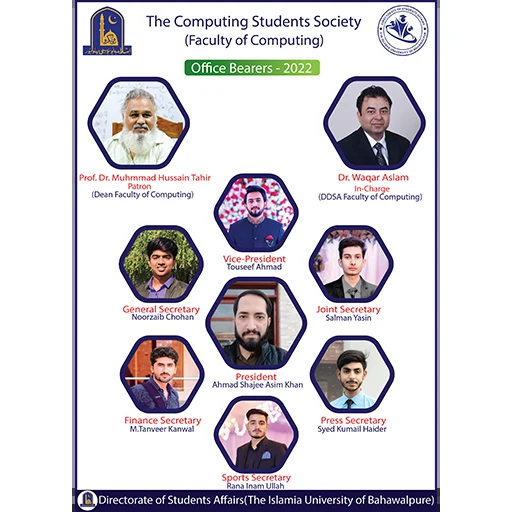 The Computing Students Society
(Faculty of Computing)
Office Bearers - 2022
Prof. Dr. Muhmmad Hussain Tahir
Patron
(Dean Faculty of Computing)
Dr. Waqar Aslam
In-Charge
(DDSA Faculty of Computing)
Vice-President
Touseef Ahmad
General Secretary
Noorzaib Chohan
Joint Secretary
Salman Yasin
President
Ahmad Shajee Asim Khan
Finance Secretary
M.Tanveer Kanwal
Press Secretary
Syed Kumail Haider
Sports Secretary
Rana Inam Ullah
Directorate of Students Affairs(The Islamia University of Bahawalpure)